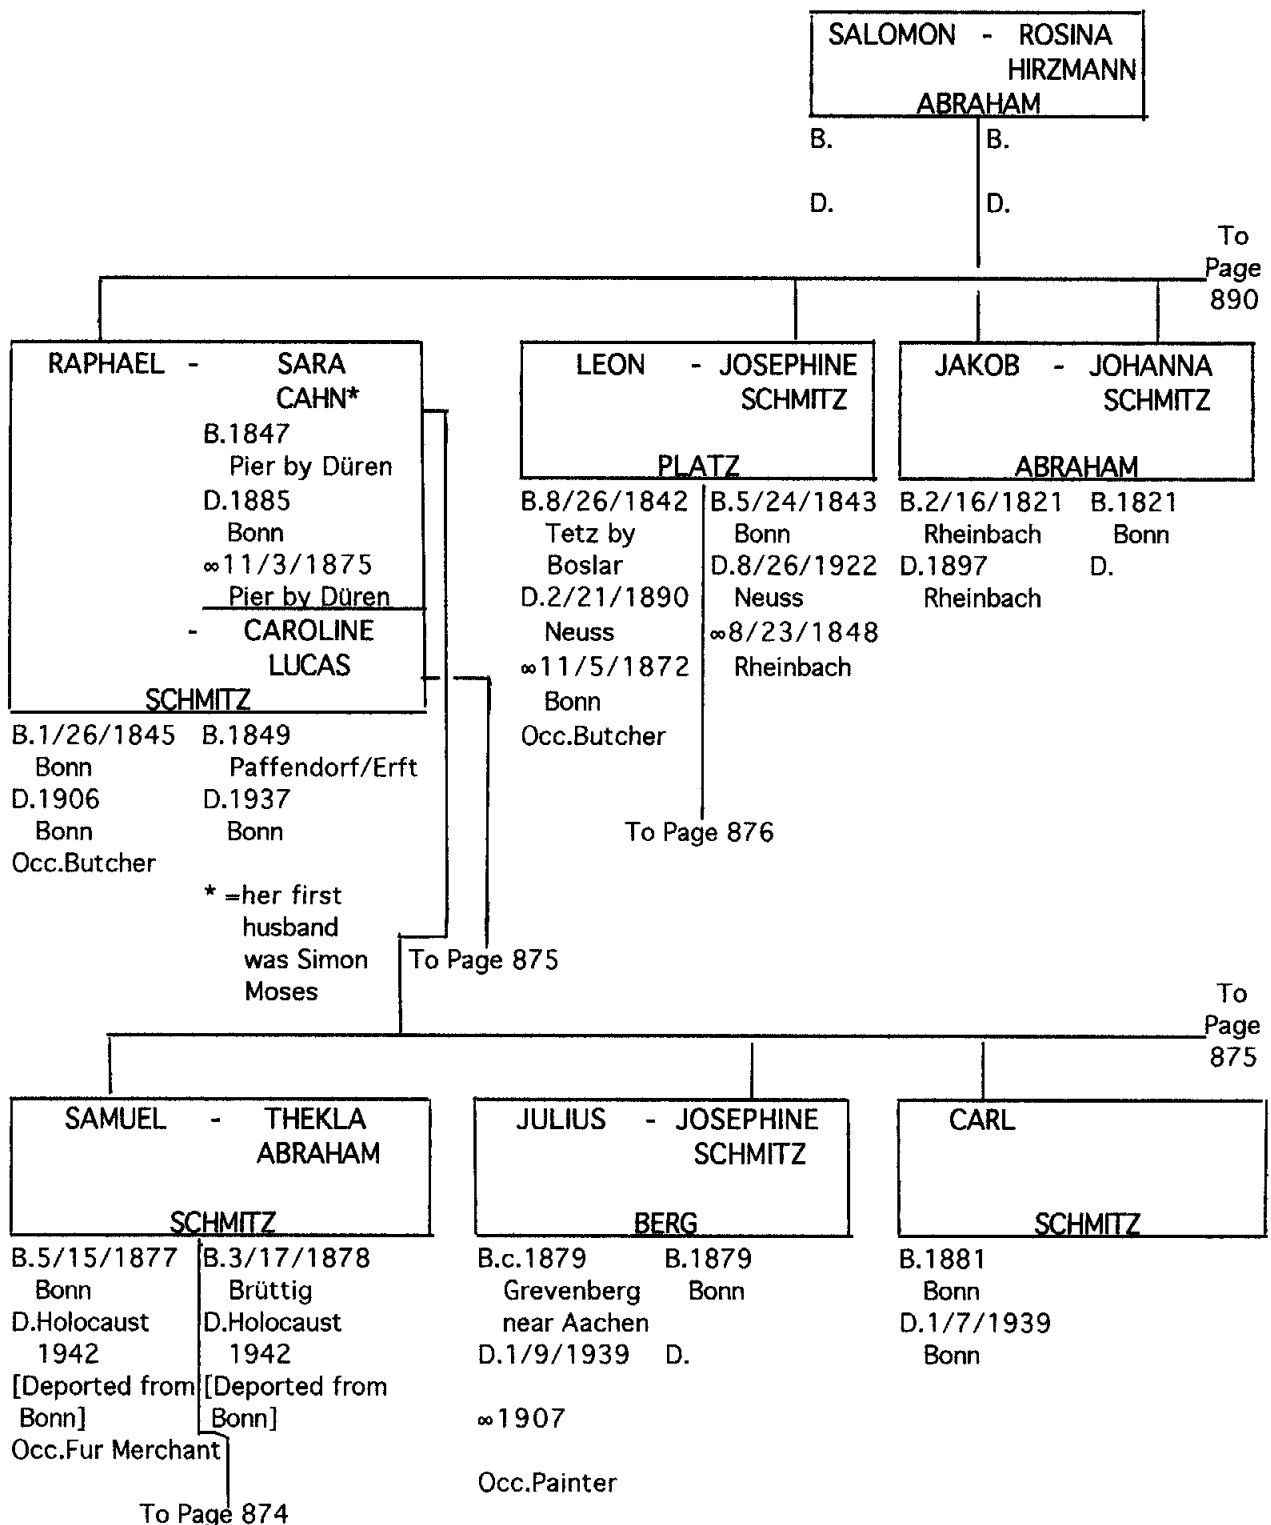 SALOMON - ROSINA
HIRZMANN
ABRAHAM
B. B.
D. D.
To
Page
890
RAPHAEL - SARA
CAHN*
B.1847
Pier by Düren
D.1885
Bonn
∞11/3/1875
Pier by Düren
- CAROLINE
LUCAS
SCHMITZ
B.1/26/1845 B.1849
Bonn Paffendorf/Erft
D.1906 D.1937
Bonn Bonn
Occ.Butcher
* =her first
husband
was Simon
Moses
To Page 875
LEON - JOSEPHINE
SCHMITZ
PLATZ
B.8/26/1842 B.5/24/1843
Tetz by Bonn
Boslar D.8/26/1922
D.2/21/1890 Neuss
Neuss ∞8/23/1848
∞11/5/1872 Rheinbach
Bonn
Occ.Butcher
To Page 876
JAKOB - JOHANNA
SCHMITZ
ABRAHAM
B.2/16/1821 B.1821
Rheinbach Bonn
D.1897 D.
Rheinbach
To
Page
875
SAMUEL - THEKLA
ABRAHAM
SCHMITZ
B.5/15/1877 B.3/17/1878
Bonn Brüttig
D.Holocaust D.Holocaust
1942 1942
[Deported from [Deported from
Bonn] Bonn]
Occ.Fur Merchant
To Page 874
JULIUS - JOSEPHINE
SCHMITZ
BERG
B.c.1879 B.1879
Grevenberg Bonn
near Aachen
D.1/9/1939 D.
∞1907
Occ.Painter
CARL
SCHMITZ
B.1881
Bonn
D.1/7/1939
Bonn